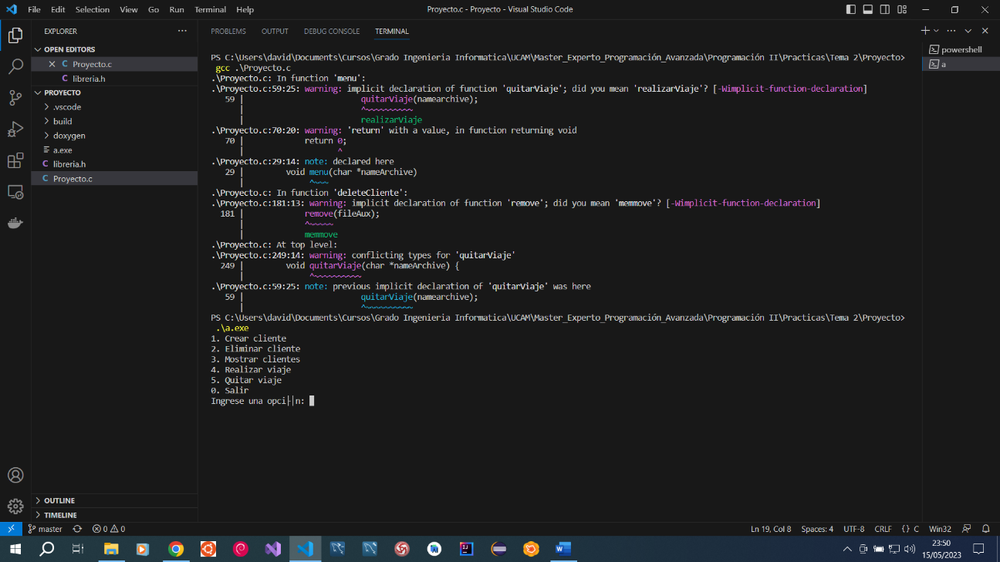 File Edit Selection View Go Run Terminal Help
Proyecto.c - Proyecto - Visual Studio Code
EXPLORER
OPEN EDITORS
C Proyecto.c
C libreria.h
PROYECTO
.vscode
build
doxygen
a.exe
C libreria.h
C Proyecto.c
OUTLINE
TIMELINE
PROBLEMS OUTPUT DEBUG CONSOLE TERMINAL
PS C:\Users\david\Documents\Cursos\Grado Ingenieria Informatica\UCAM\Master_Experto_Programación_Avanzada\Programación II\Practicas\Tema 2\Proyecto>
gcc .\Proyecto.c
.\Proyecto.c: In function 'menu':
.\Proyecto.c:59:25: warning: implicit declaration of function 'quitarViaje'; did you mean 'realizarViaje'? [-Wimplicit-function-declaration]
59 | quitarViaje(namearchive);
| ^~~~~~~~~~~
| realizarViaje
.\Proyecto.c:70:20: warning: 'return' with a value, in function returning void
70 | return 0;
| ^
.\Proyecto.c:29:14: note: declared here
29 | void menu(char *nameArchive)
| ^~~~
.\Proyecto.c: In function 'deleteCliente':
.\Proyecto.c:181:13: warning: implicit declaration of function 'remove'; did you mean 'memmove'? [-Wimplicit-function-declaration]
181 | remove(fileAux);
| ^~~~~~
| memmove
.\Proyecto.c: At top level:
.\Proyecto.c:249:14: warning: conflicting types for 'quitarViaje'
249 | void quitarViaje(char *nameArchive) {
| ^~~~~~~~~~~
.\Proyecto.c:59:25: note: previous implicit declaration of 'quitarViaje' was here
59 | quitarViaje(namearchive);
| ^~~~~~~~~~~
PS C:\Users\david\Documents\Cursos\Grado Ingenieria Informatica\UCAM\Master_Experto_Programación_Avanzada\Programación II\Practicas\Tema 2\Proyecto>
.\a.exe
1. Crear cliente
2. Eliminar cliente
3. Mostrar clientes
4. Realizar viaje
5. Quitar viaje
0. Salir
Ingrese una opci├│n:
powershell
a
master 0 0
Ln 19, Col 8 Spaces: 4 UTF-8 CRLF {} C Win32
23:50
15/05/2023